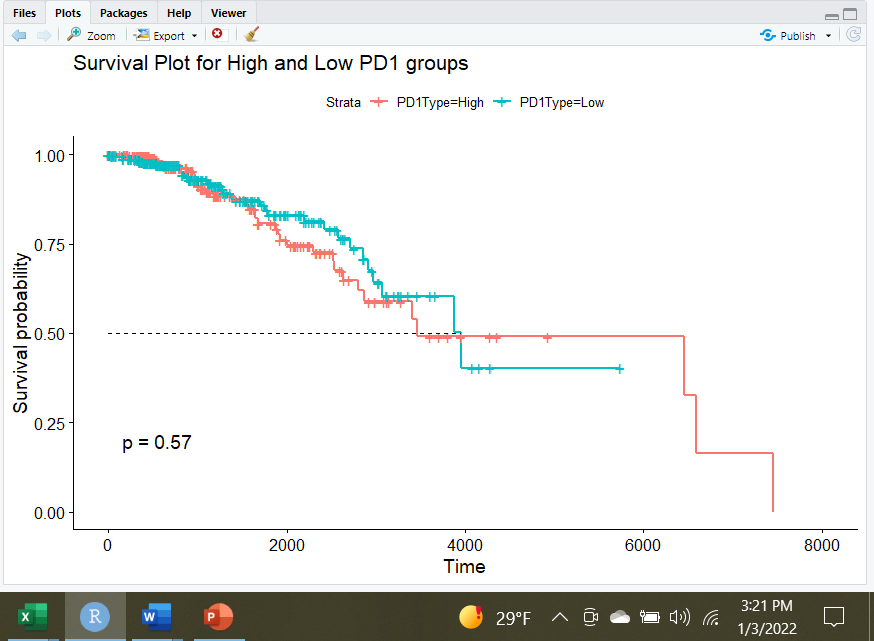 Files Plots Packages Help Viewer
Zoom Export Publish
Survival Plot for High and Low PD1 groups
Strata PD1Type=High PD1Type=Low
1.00
0.75
0.50
0.25
0.00
Survival probability
p = 0.57
0 2000 4000 6000 8000
Time
X R W P 29°F 3:21 PM
1/3/2022